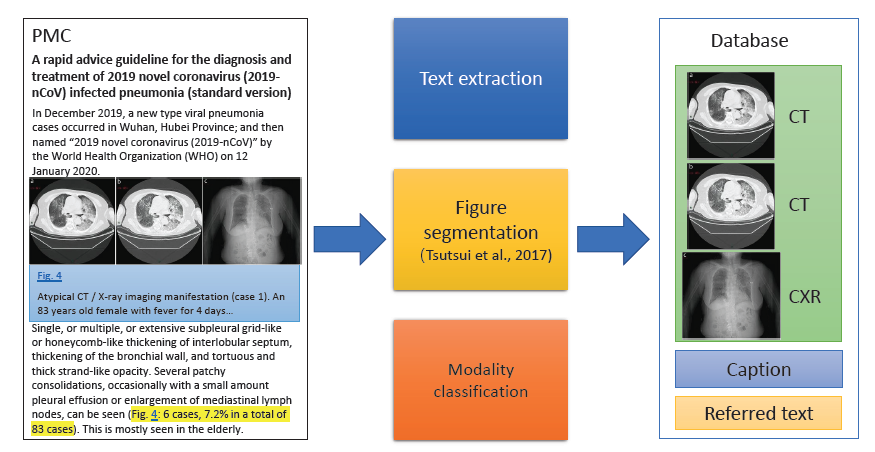 PMC
A rapid advice guideline for the diagnosis and
treatment of 2019 novel coronavirus (2019-
nCoV) infected pneumonia (standard version)
In December 2019, a new type viral pneumonia
cases occurred in Wuhan, Hubei Province; and then
named “2019 novel coronavirus (2019-nCoV)” by
the World Health Organization (WHO) on 12
January 2020.
a
b
c
Fig. 4
Atypical CT / X-ray imaging manifestation (case 1). An
83 years old female with fever for 4 days...
Single, or multiple, or extensive subpleural grid-like
or honeycomb-like thickening of interlobular septum,
thickening of the bronchial wall, and tortuous and
thick strand-like opacity. Several patchy
consolidations, occasionally with a small amount
pleural effusion or enlargement of mediastinal lymph
nodes, can be seen (Fig. 4: 6 cases, 7.2% in a total of
83 cases). This is mostly seen in the elderly.
Text extraction
Figure
segmentation
(Tsutsui et al., 2017)
Modality
classification
Database
a
CT
b
CT
c
CXR
Caption
Referred text